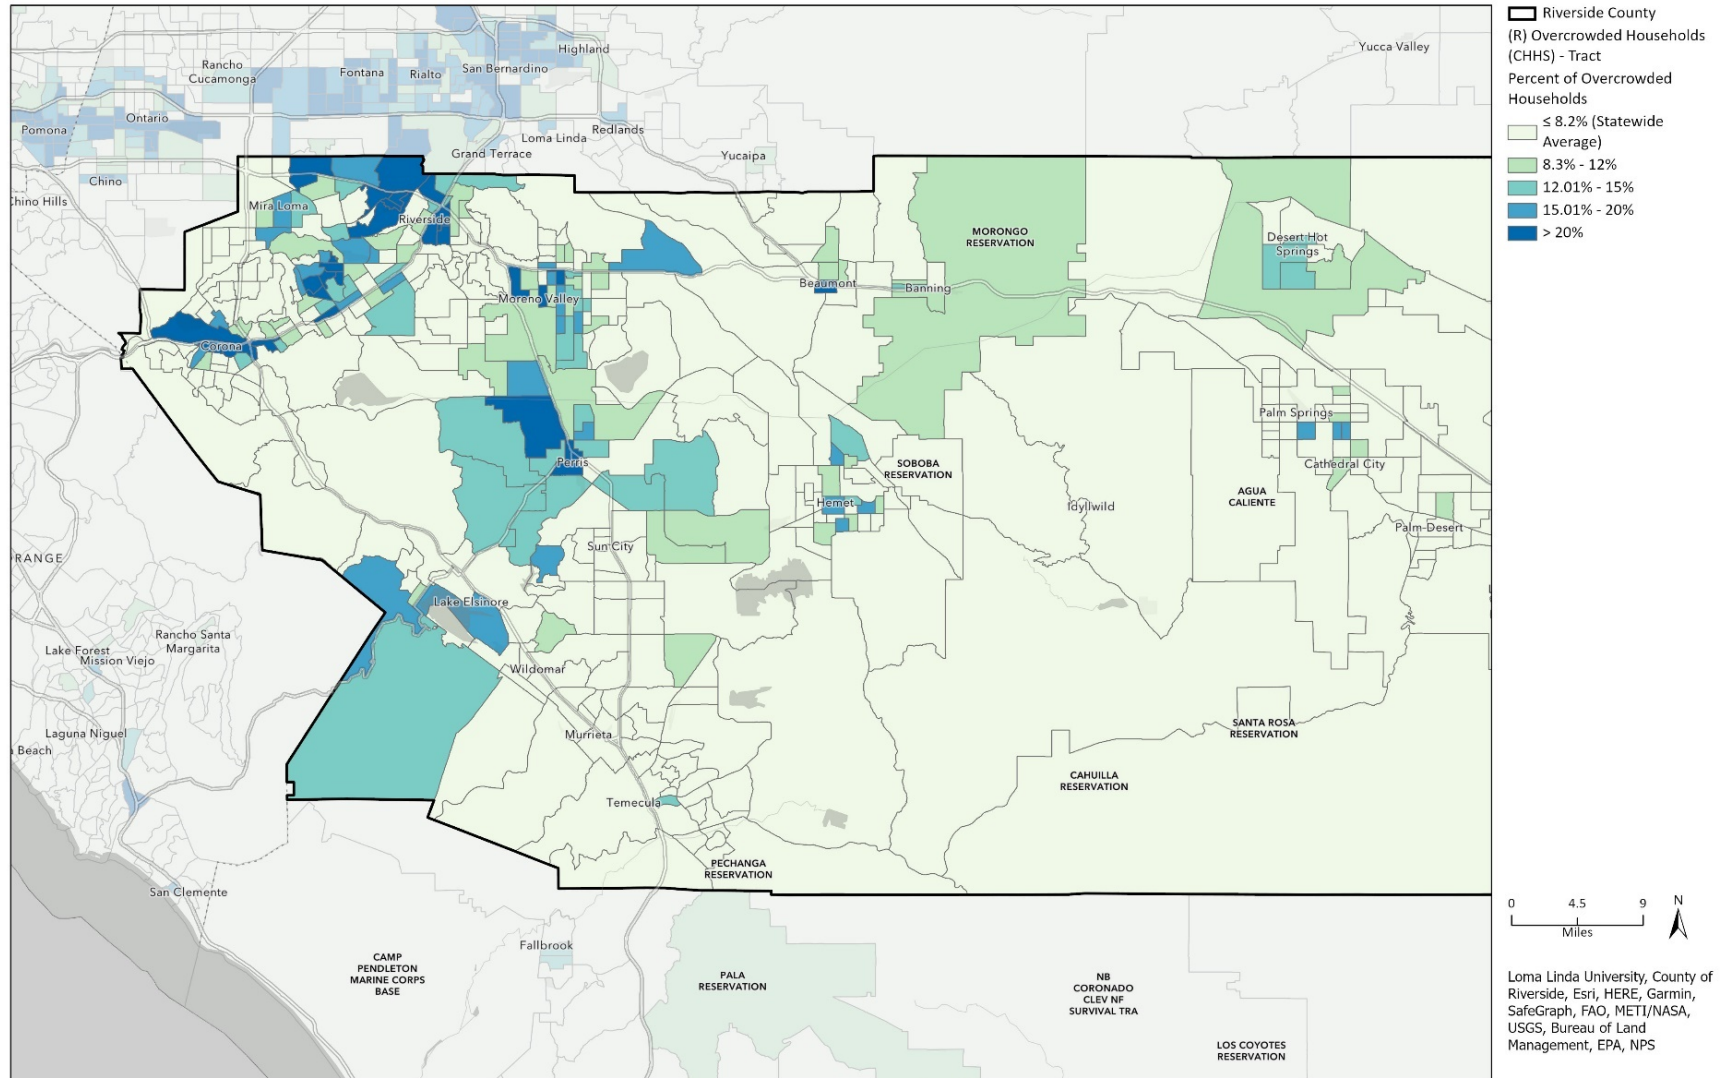 Yucca Valley
Highland
Rancho
Cucamonga
Fontana
Rialto
San Bernardino
Ontario
Pomona
Loma Linda
Redlands
Grand Terrace
Yucaipa
Chino
Chino Hills
Mira Loma
Riverside
MORONGO
RESERVATION
Desert Hot
Springs
Beaumont
Banning
Moreno Valley
Corona
Palm Springs
Perris
SOBOBA
RESERVATION
Cathedral City
AGUA
CALIENTE
Hemet
Idyllwild
Palm-Desert
Sun City
RANGE
Lake Elsinore
Rancho Santa
Margarita
Lake Forest
Mission Viejo
Wildomar
Laguna Niguel
Murrieta
SANTA ROSA
RESERVATION
a Beach
CAHUILLA
RESERVATION
Temecula
PECHANGA
RESERVATION
San Clemente
Fallbrook
CAMP
PENDLETON
MARINE CORPS
BASE
PALA
RESERVATION
NB
CORONADO
CLEV NF
SURVIVAL TRA
LOS COYOTES
RESERVATION
Riverside County
(R) Overcrowded Households
(CHHS) - Tract
Percent of Overcrowded
Households
≤ 8.2% (Statewide
Average)
8.3% - 12%
12.01% - 15%
15.01% - 20%
> 20%
0 4.5 9
Miles
N
Loma Linda University, County of
Riverside, Esri, HERE, Garmin,
SafeGraph, FAO, METI/NASA,
USGS, Bureau of Land
Management, EPA, NPS